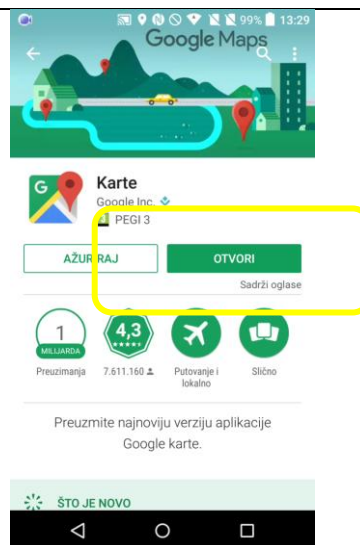 99% 13:29
Google Maps
G
Karte
Google Inc.
PEGI 3
AŽURIRAJ
OTVORI
Sadrži oglase
1
MILIJARDA
Preuzimanja
4,3
7.611.160
Putovanje i
lokalno
Slično
Preuzmite najnoviju verziju aplikacije
Google karte.
ŠTO JE NOVO